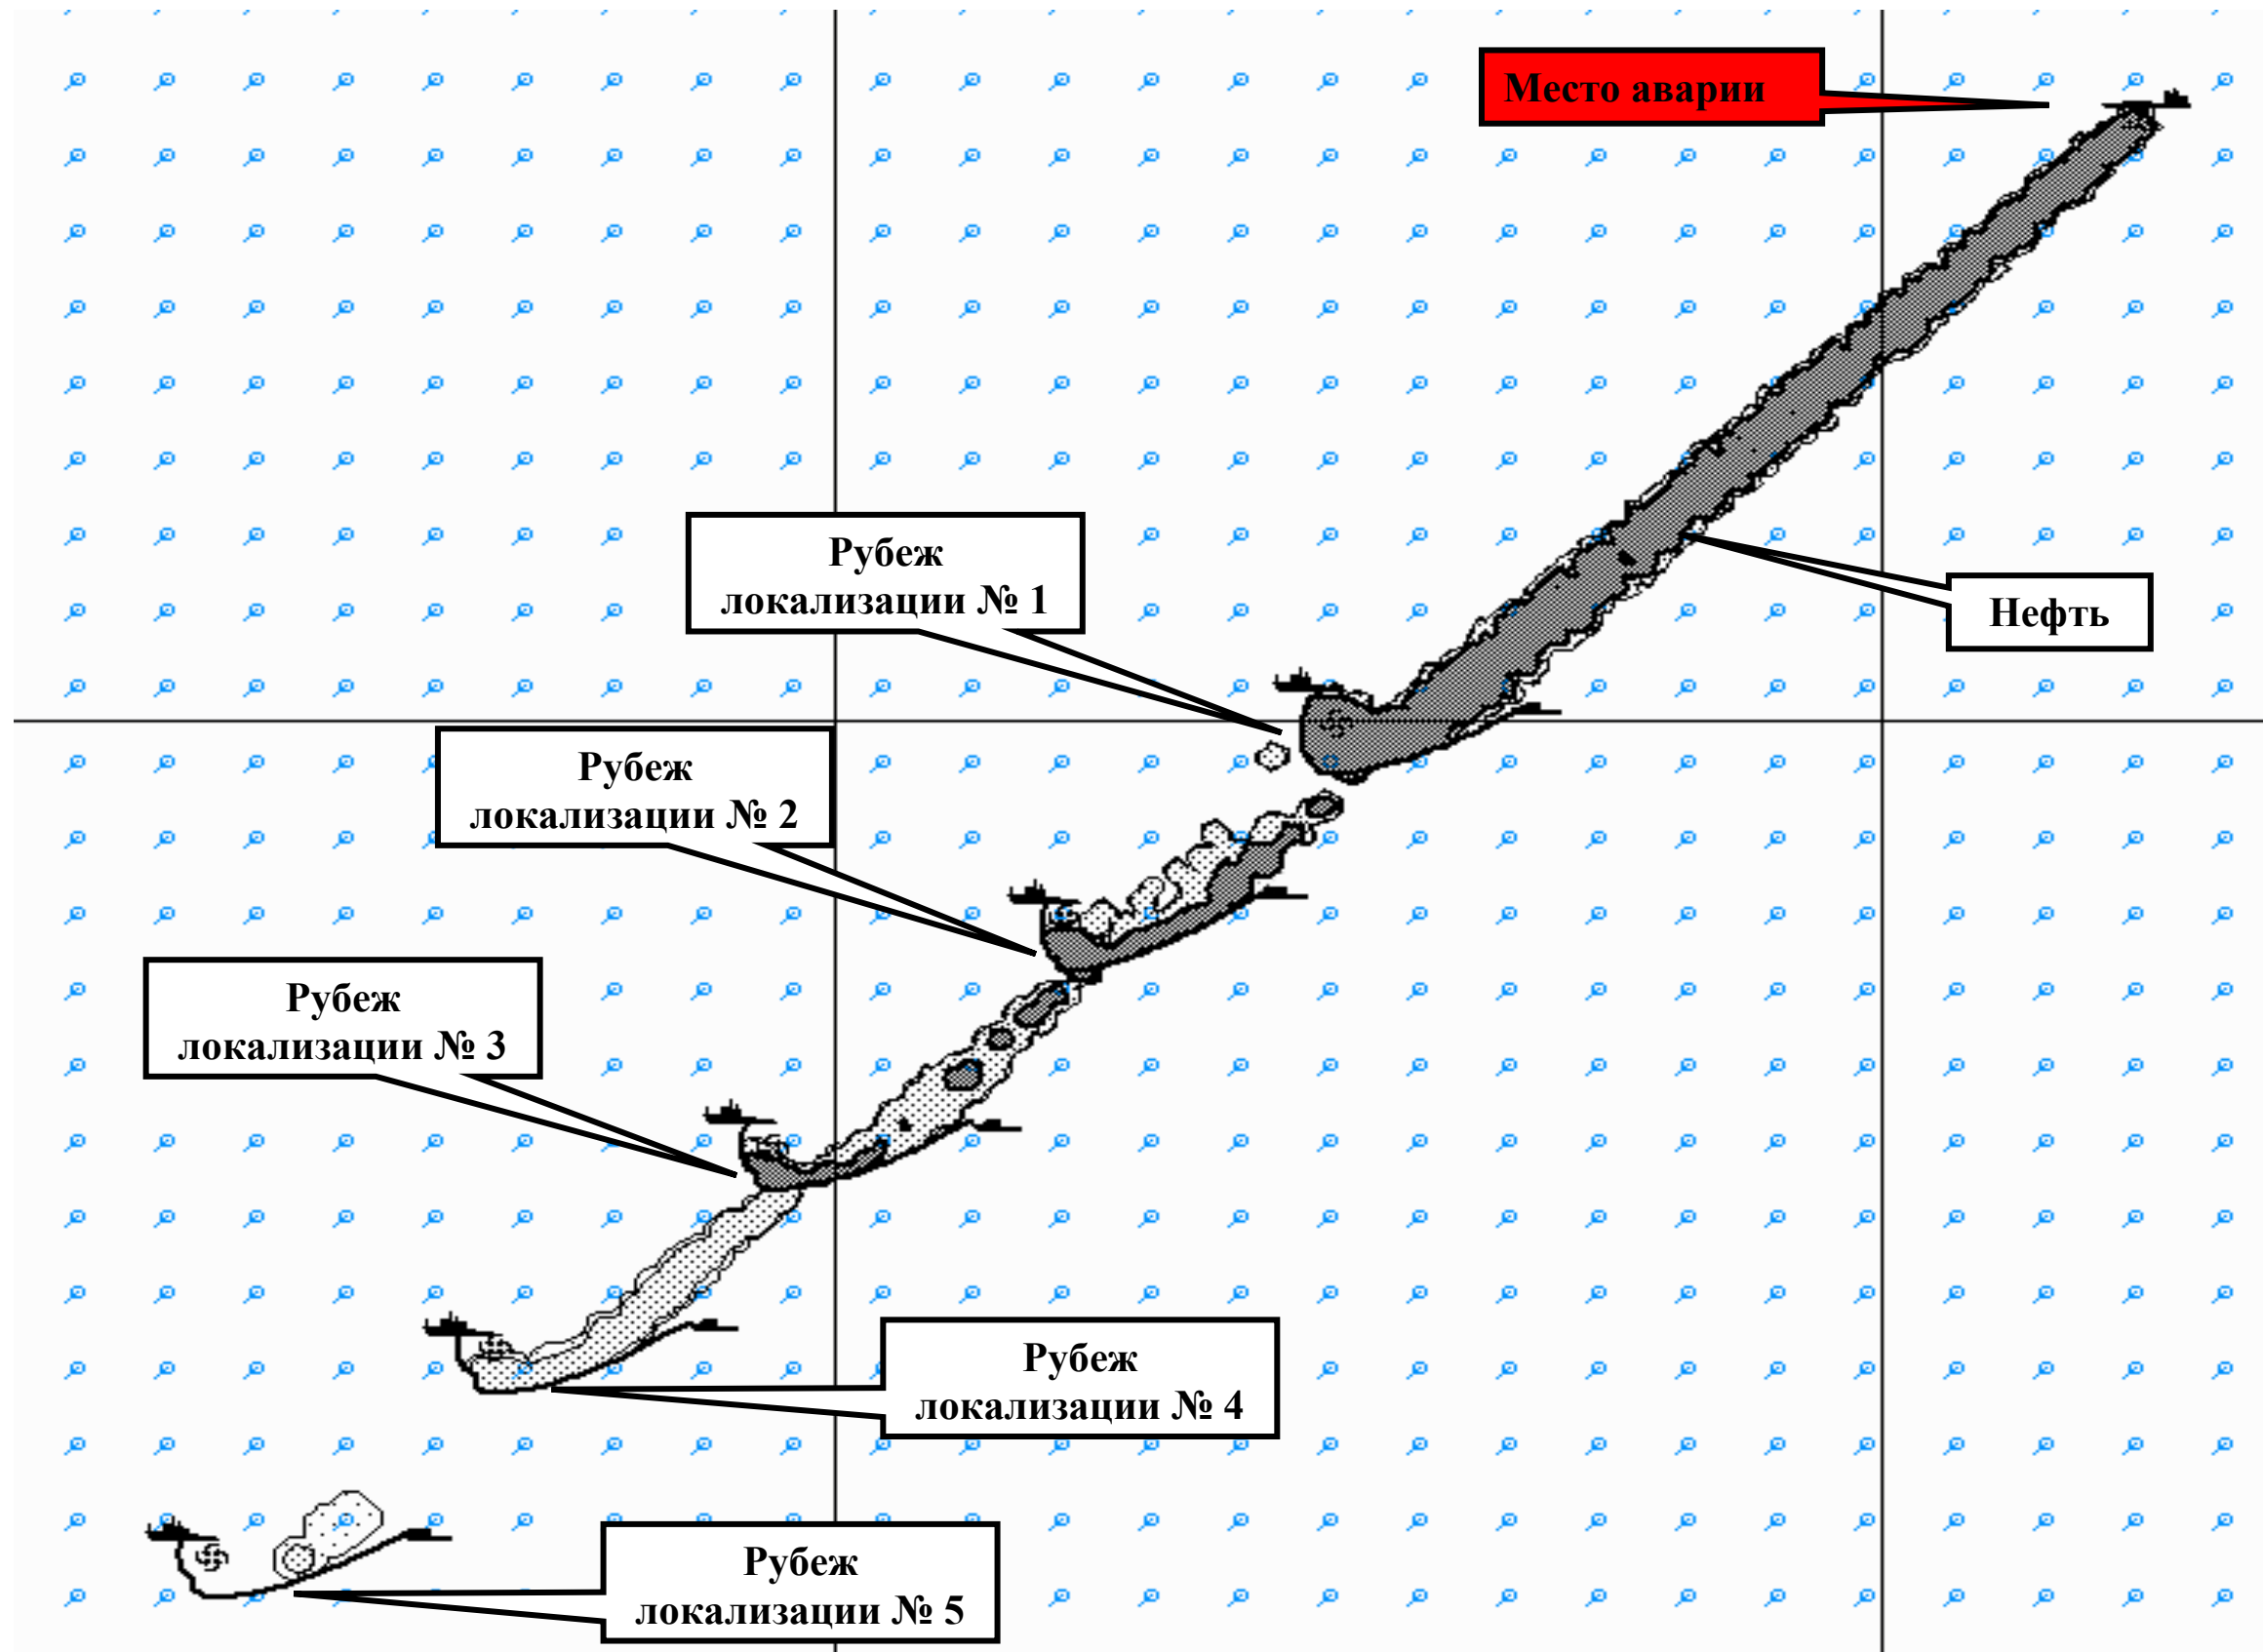 Место аварии
Рубеж
локализации № 1
Нефть
Рубеж
локализации № 2
Рубеж
локализации № 3
Рубеж
локализации № 4
Рубеж
локализации № 5